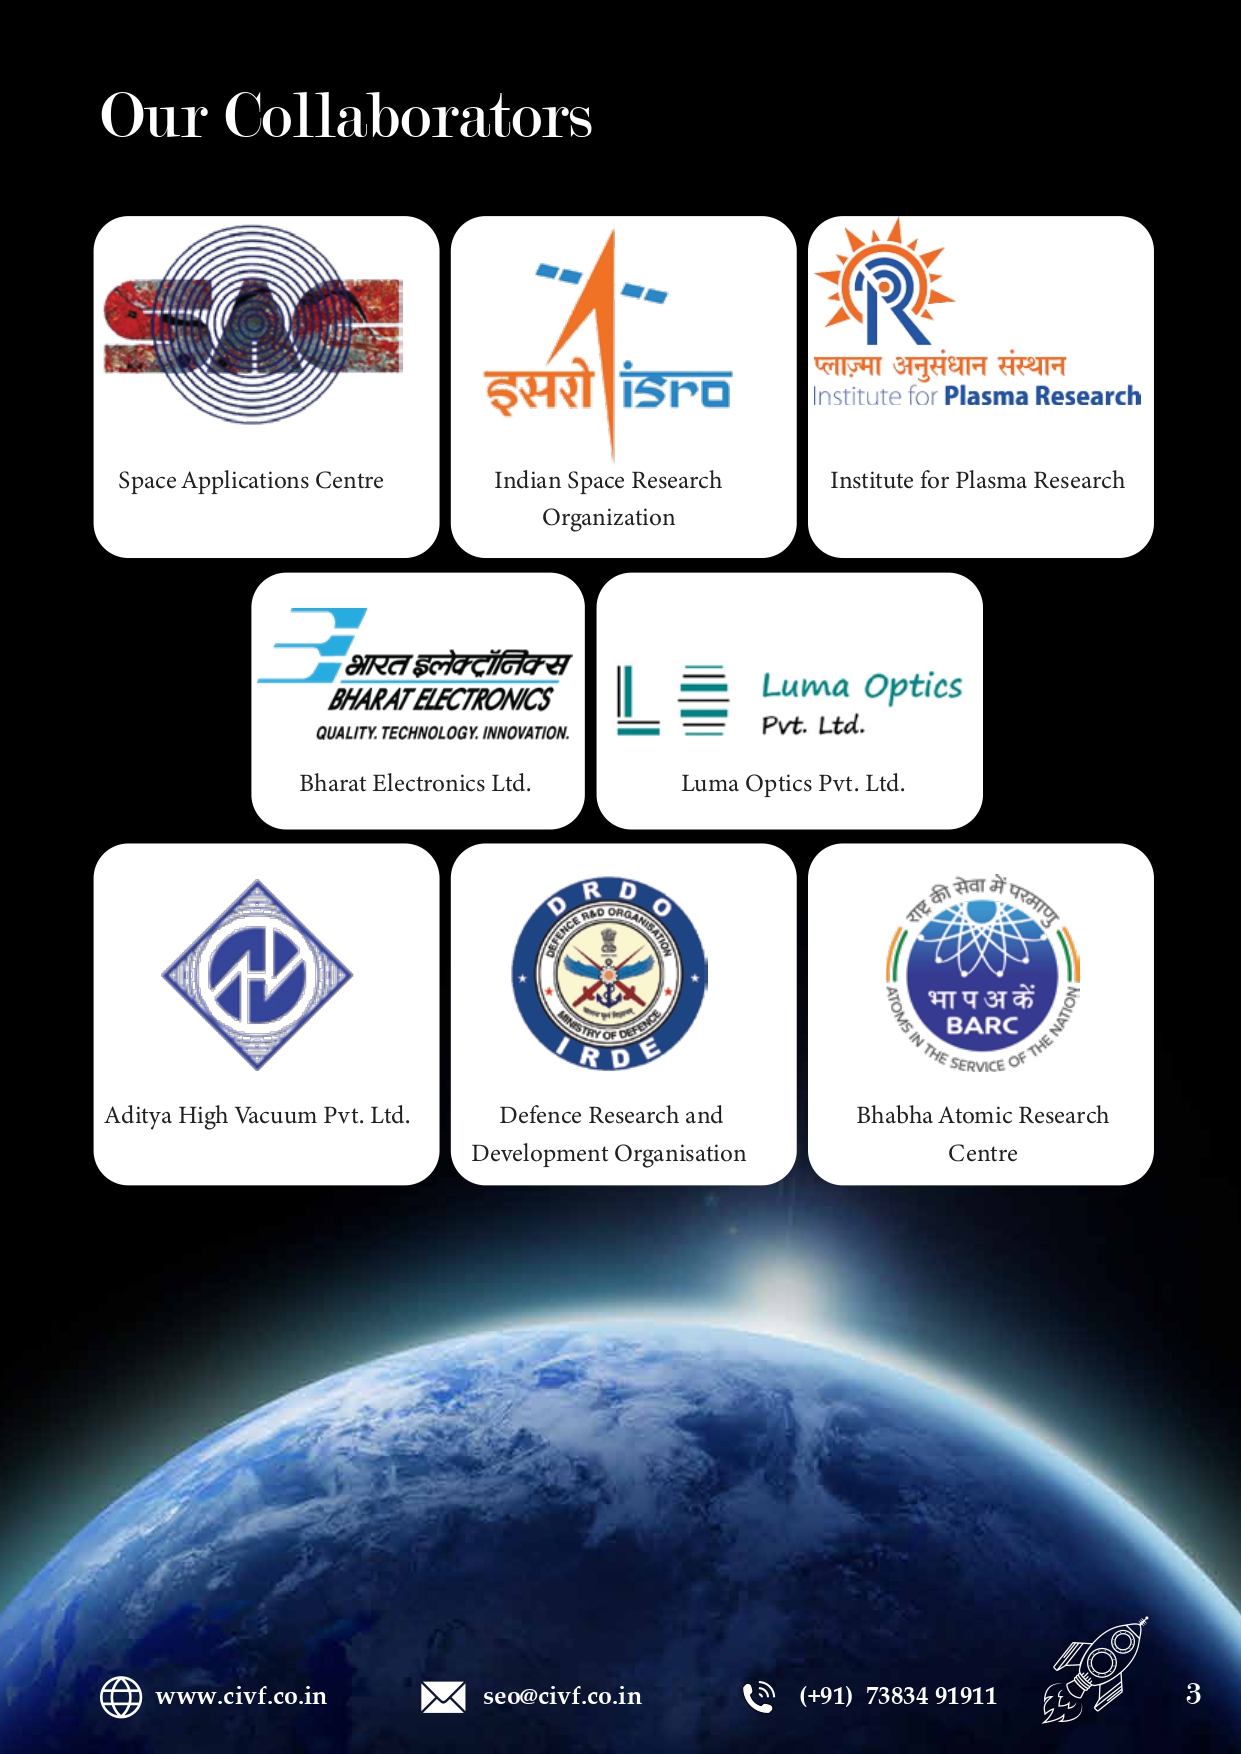 Our Collaborators
SAC
Space Applications Centre
इसरो isro
Indian Space Research
Organization
प्लाज़्मा अनुसंधान संस्थान
Institute for Plasma Research
Institute for Plasma Research
भारत इलेक्ट्रॉनिक्स
BHARAT ELECTRONICS
QUALITY. TECHNOLOGY. INNOVATION.
Bharat Electronics Ltd.
Luma Optics
Pvt. Ltd.
Luma Optics Pvt. Ltd.
Aditya High Vacuum Pvt. Ltd.
DRDO
DEFENCE R&D ORGANISATION
MINISTRY OF DEFENCE
IRDE
Defence Research and
Development Organisation
राष्ट्र की सेवा में परमाणु
भा प अ कें
BARC
ATOMS IN THE SERVICE OF THE NATION
Bhabha Atomic Research
Centre
www.civf.co.in
seo@civf.co.in
(+91) 73834 91911
3